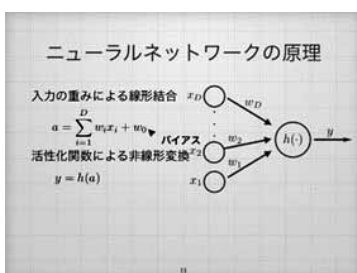 ニューラルネットワークの原理
入力の重みによる線形結合
a = \sum_{i=1}^{D} w_i x_i + w_0
バイアス
活性化関数による非線形変換
y = h(a)
x_D
w_D
x_2
w_2
x_1
w_1
h(·)
y